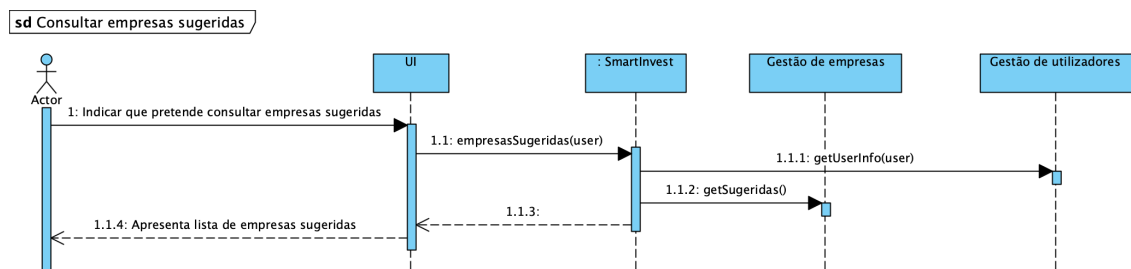 sd Consultar empresas sugeridas
UI
: SmartInvest
Gestão de empresas
Gestão de utilizadores
Actor
1: Indicar que pretende consultar empresas sugeridas
1.1: empresasSugeridas(user)
1.1.1: getUserInfo(user)
1.1.2: getSugeridas()
1.1.3:
1.1.4: Apresenta lista de empresas sugeridas